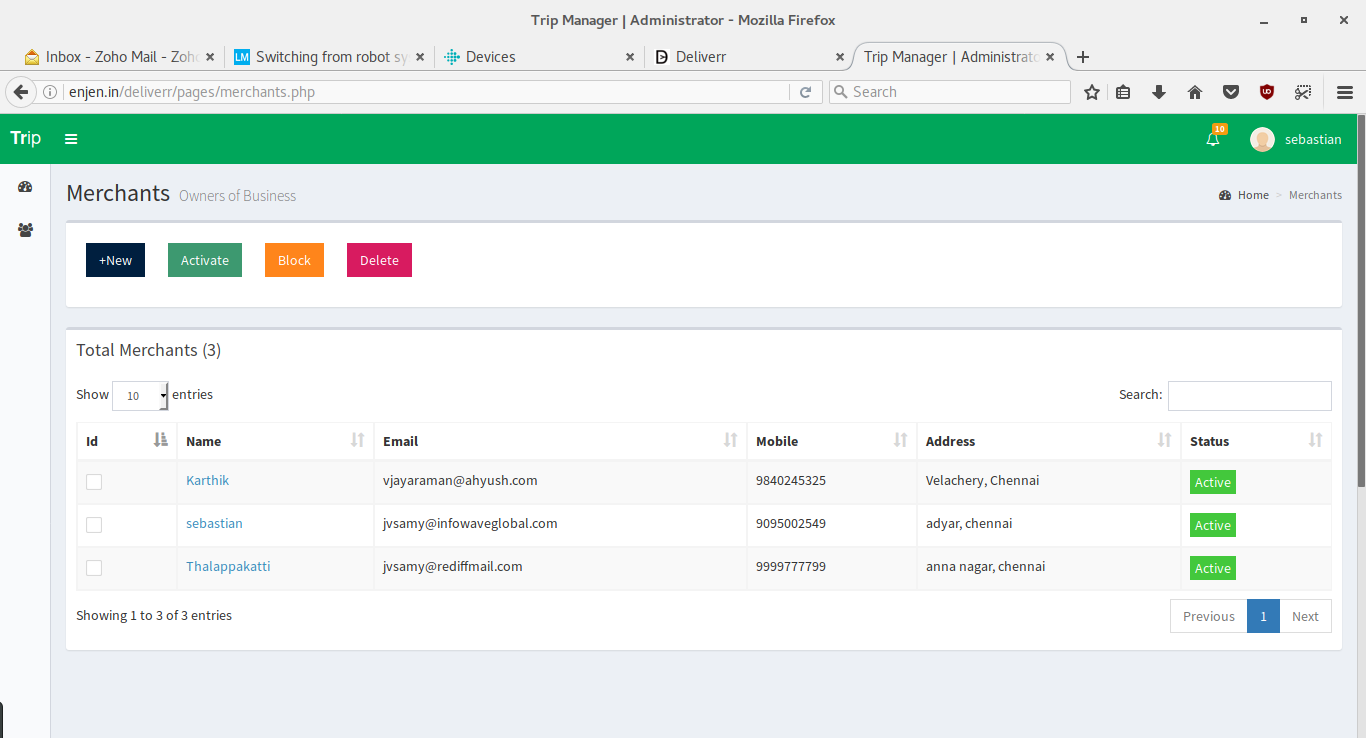 Trip Manager | Administrator - Mozilla Firefox
Inbox - Zoho Mail - Zoh
LM Switching from robot sy
Devices
Deliverr
Trip Manager | Administrato
enjen.in/deliverr/pages/merchants.php
Search
Trip
10
sebastian
Merchants Owners of Business
Home > Merchants
+New Activate Block Delete
Total Merchants (3)
Show 10 entries
Search:
Id Name Email Mobile Address Status
Karthik vjayaraman@ahyush.com 9840245325 Velachery, Chennai Active
sebastian jvsamy@infowaveglobal.com 9095002549 adyar, chennai Active
Thalappakatti jvsamy@rediffmail.com 9999777799 anna nagar, chennai Active
Showing 1 to 3 of 3 entries
Previous 1 Next